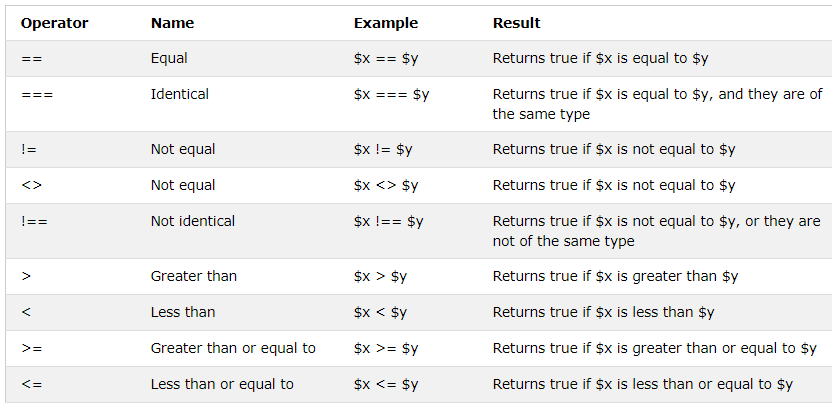 Operator Name Example Result
== Equal $x == $y Returns true if $x is equal to $y
=== Identical $x === $y Returns true if $x is equal to $y, and they are of
the same type
!= Not equal $x != $y Returns true if $x is not equal to $y
<> Not equal $x <> $y Returns true if $x is not equal to $y
!== Not identical $x !== $y Returns true if $x is not equal to $y, or they are
not of the same type
> Greater than $x > $y Returns true if $x is greater than $y
< Less than $x < $y Returns true if $x is less than $y
>= Greater than or equal to $x >= $y Returns true if $x is greater than or equal to $y
<= Less than or equal to $x <= $y Returns true if $x is less than or equal to $y